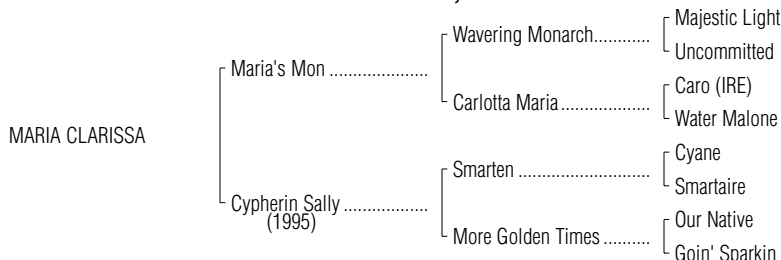 Majestic Light
Wavering Monarch............
Uncommitted
Maria's Mon .....................
Caro (IRE)
Carlotta Maria...................
Water Malone
MARIA CLARISSA
Cyane
Smarten ............................
Smartaire
Cypherin Sally ..................
(1995)
Our Native
More Golden Times ..........
Goin' Sparkin